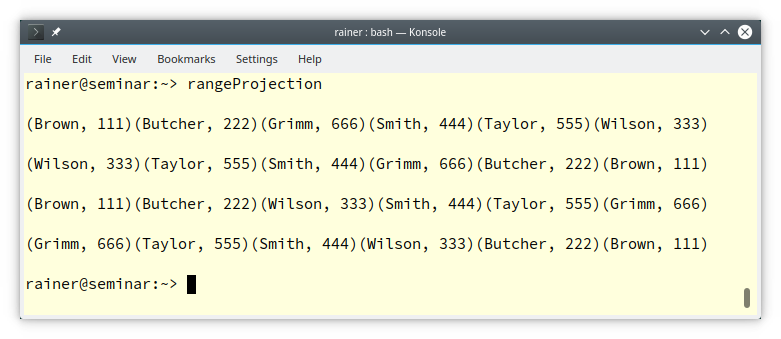 rainer : bash — Konsole
File Edit View Bookmarks Settings Help
rainer@seminar:~> rangeProjection
(Brown, 111)(Butcher, 222)(Grimm, 666)(Smith, 444)(Taylor, 555)(Wilson, 333)
(Wilson, 333)(Taylor, 555)(Smith, 444)(Grimm, 666)(Butcher, 222)(Brown, 111)
(Brown, 111)(Butcher, 222)(Wilson, 333)(Smith, 444)(Taylor, 555)(Grimm, 666)
(Grimm, 666)(Taylor, 555)(Smith, 444)(Wilson, 333)(Butcher, 222)(Brown, 111)
rainer@seminar:~>